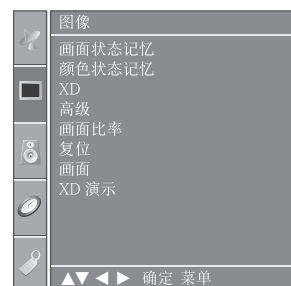 图像
画面状态记忆
颜色状态记忆
XD
高级
画面比率
复位
画面
XD 演示
▲▼◀▶ 确定 菜单